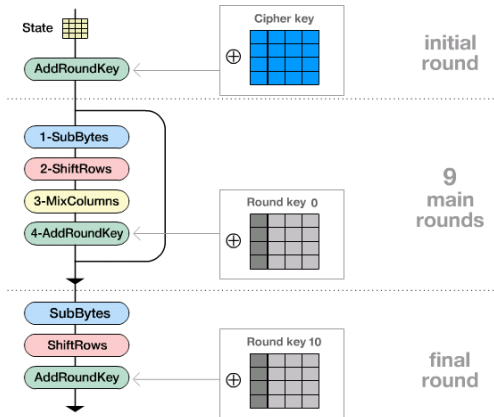 State
Cipher key
AddRoundKey
⊕
initial
round
1-SubBytes
2-ShiftRows
3-MixColumns
4-AddRoundKey
Round key 0
⊕
9
main
rounds
SubBytes
ShiftRows
AddRoundKey
Round key 10
⊕
final
round